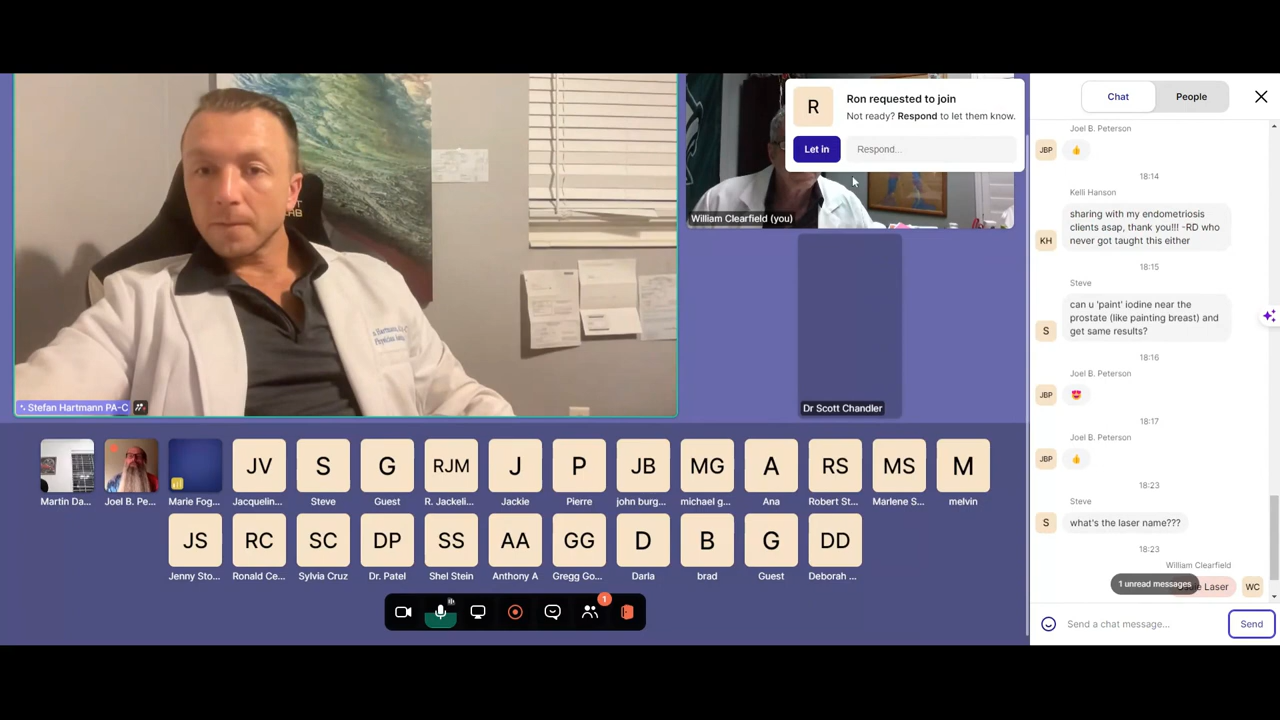 R
Ron requested to join
Not ready? Respond to let them know.
Let in
Respond...
William Clearfield (you)
Stefan Hartmann PA-C
Dr Scott Chandler
Martin Da...
Joel B. Pe...
Marie Fog...
JV
Jacquelin...
S
Steve
G
Guest
RJM
R. Jackeli...
J
Jackie
P
Pierre
JB
john burg...
MG
michael g...
A
Ana
RS
Robert St...
MS
Marlene S...
M
melvin
JS
Jenny Sto...
RC
Ronald Ce...
SC
Sylvia Cruz
DP
Dr. Patel
SS
Shel Stein
AA
Anthony A
GG
Gregg Go...
D
Darla
B
brad
G
Guest
DD
Deborah ...
1
Chat
People
Joel B. Peterson
JBP
18:14
Kelli Hanson
sharing with my endometriosis
clients asap, thank you!!! -RD who
never got taught this either
KH
18:15
Steve
can u 'paint' iodine near the
prostate (like painting breast) and
get same results?
S
18:16
Joel B. Peterson
JBP
18:17
Joel B. Peterson
JBP
18:23
Steve
S
what's the laser name???
18:23
William Clearfield
1 unread messages
Laser
WC
Send a chat message...
Send